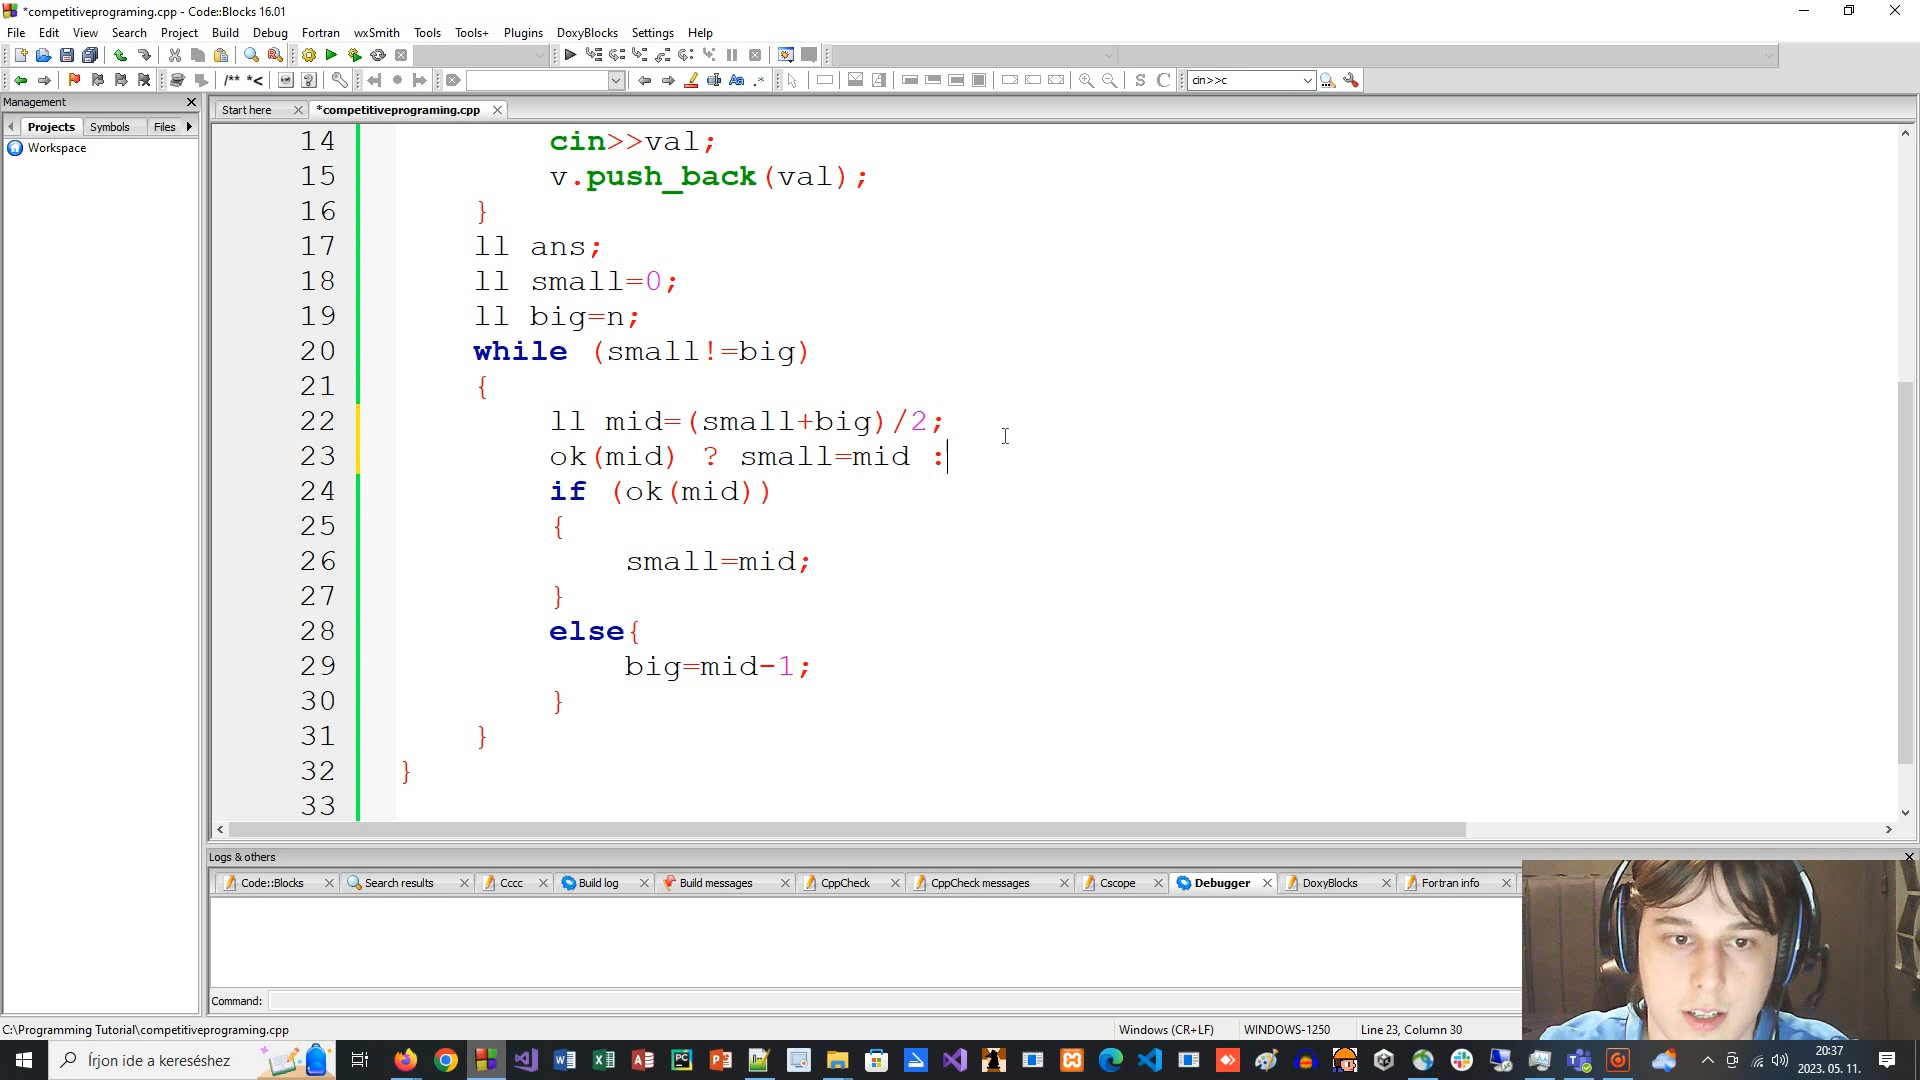 *competitiveprograming.cpp - Code::Blocks 16.01
File Edit View Search Project Build Debug Fortran wxSmith Tools Tools+ Plugins DoxyBlocks Settings Help
/** *< .* S C cin>>c
Management
Start here *competitiveprograming.cpp
Projects Symbols Files
Workspace
14 cin>>val;
15 v.push_back(val);
16 }
17 ll ans;
18 ll small=0;
19 ll big=n;
20 while (small!=big)
21 {
22 ll mid=(small+big)/2;
23 ok(mid) ? small=mid :
24 if (ok(mid))
25 {
26 small=mid;
27 }
28 else{
29 big=mid-1;
30 }
31 }
32 }
33
Logs & others
Code::Blocks Search results Cccc Build log Build messages CppCheck CppCheck messages Cscope Debugger DoxyBlocks Fortran info
Command:
C:\Programming Tutorial\competitiveprograming.cpp Windows (CR+LF) WINDOWS-1250 Line 23, Column 30
Írjon ide a kereséshez
20:37
2023. 05. 11.